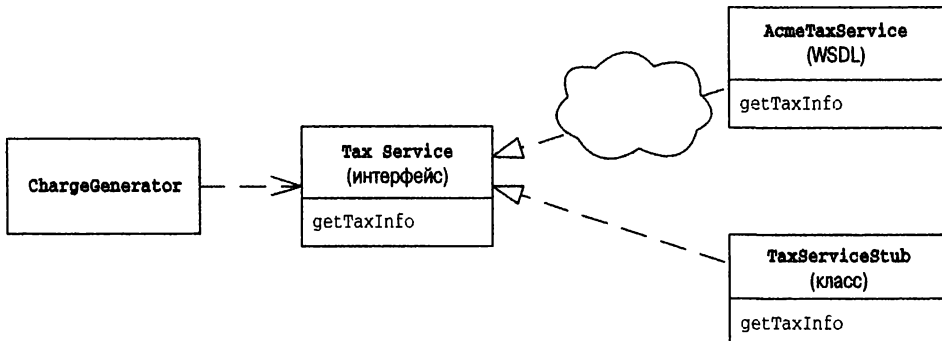 AcmeTaxService
(WSDL)
getTaxInfo
Tax Service
(интерфейс)
getTaxInfo
ChargeGenerator
TaxServiceStub
(класс)
getTaxInfo